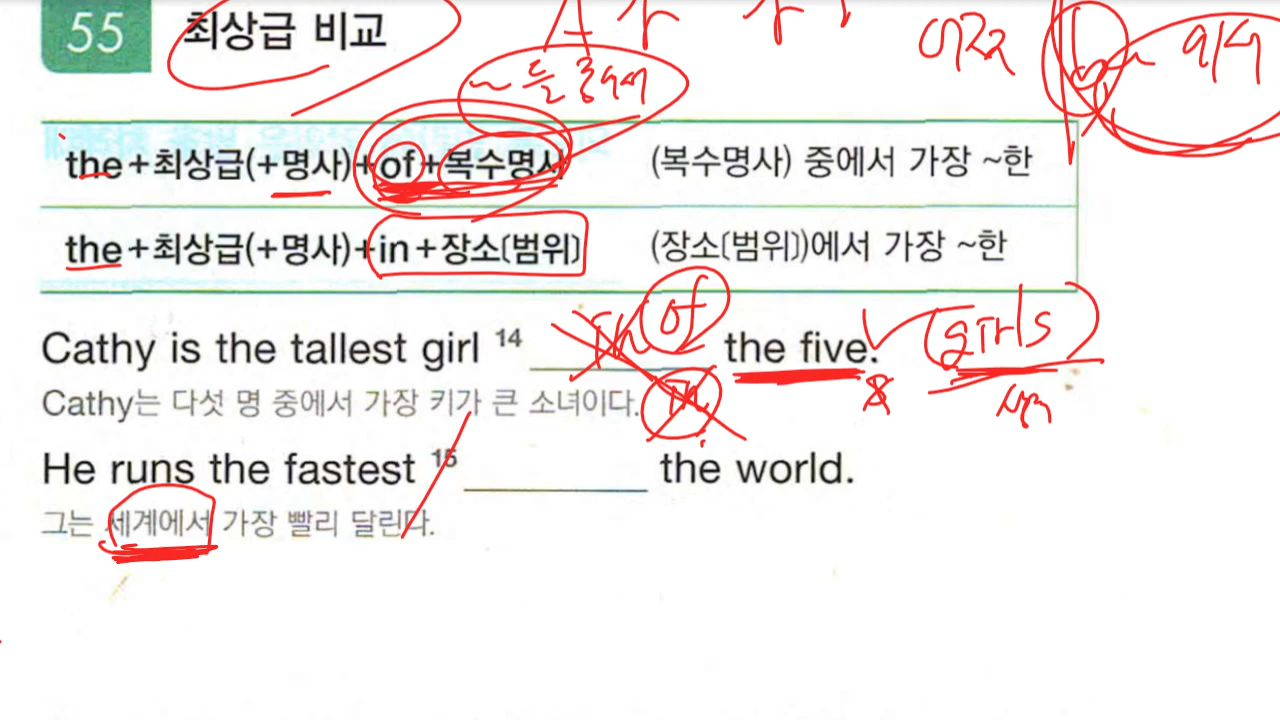 55 최상급 비교
~들 중에서
the+최상급(+명사)+of+복수명사 (복수명사) 중에서 가장 ~한
the+최상급(+명사)+in+장소[범위] (장소[범위])에서 가장 ~한
Cathy is the tallest girl 14 in of the five. (girls)
Cathy는 다섯 명 중에서 가장 키가 큰 소녀이다. in
He runs the fastest 15 the world.
그는 세계에서 가장 빨리 달린다.